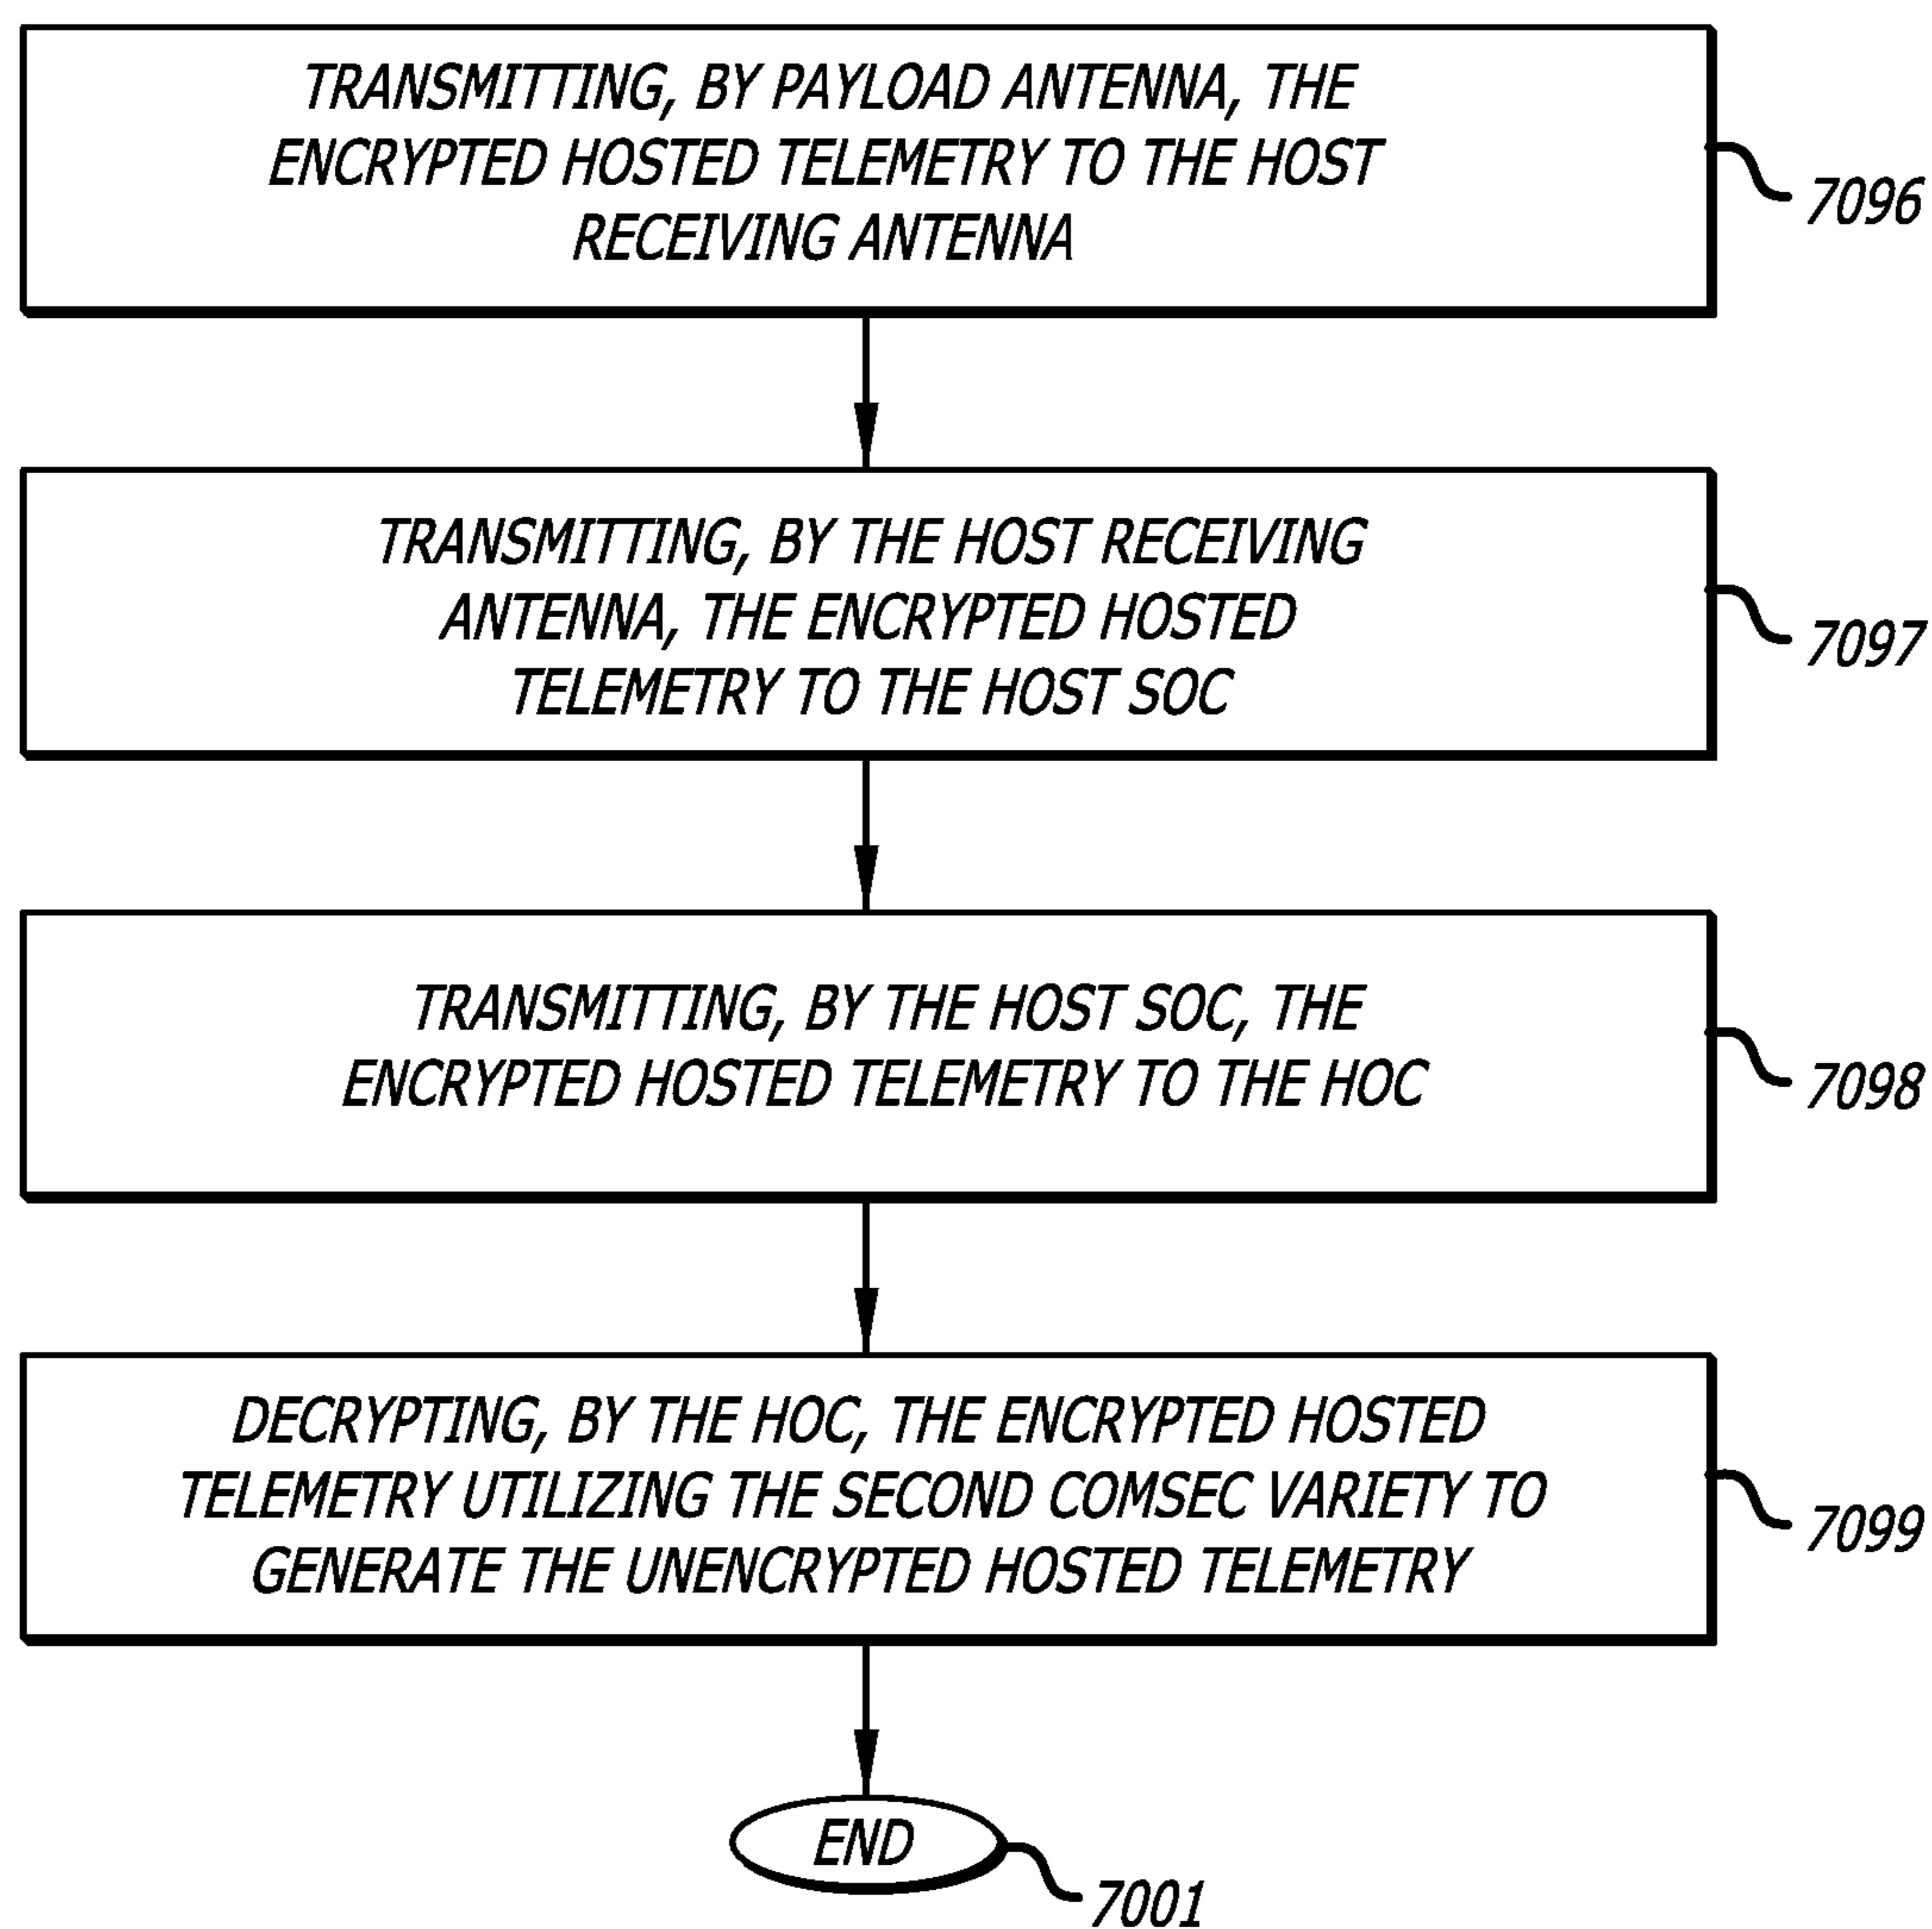 TRANSMITTING, BY PAYLOAD ANTENNA, THE
ENCRYPTED HOSTED TELEMETRY TO THE HOST
RECEIVING ANTENNA
7096
TRANSMITTING, BY THE HOST RECEIVING
ANTENNA, THE ENCRYPTED HOSTED
TELEMETRY TO THE HOST SOC
7097
TRANSMITTING, BY THE HOST SOC, THE
ENCRYPTED HOSTED TELEMETRY TO THE HOC
7098
DECRYPTING, BY THE HOC, THE ENCRYPTED HOSTED
TELEMETRY UTILIZING THE SECOND COMSEC VARIETY TO
GENERATE THE UNENCRYPTED HOSTED TELEMETRY
7099
END
7001